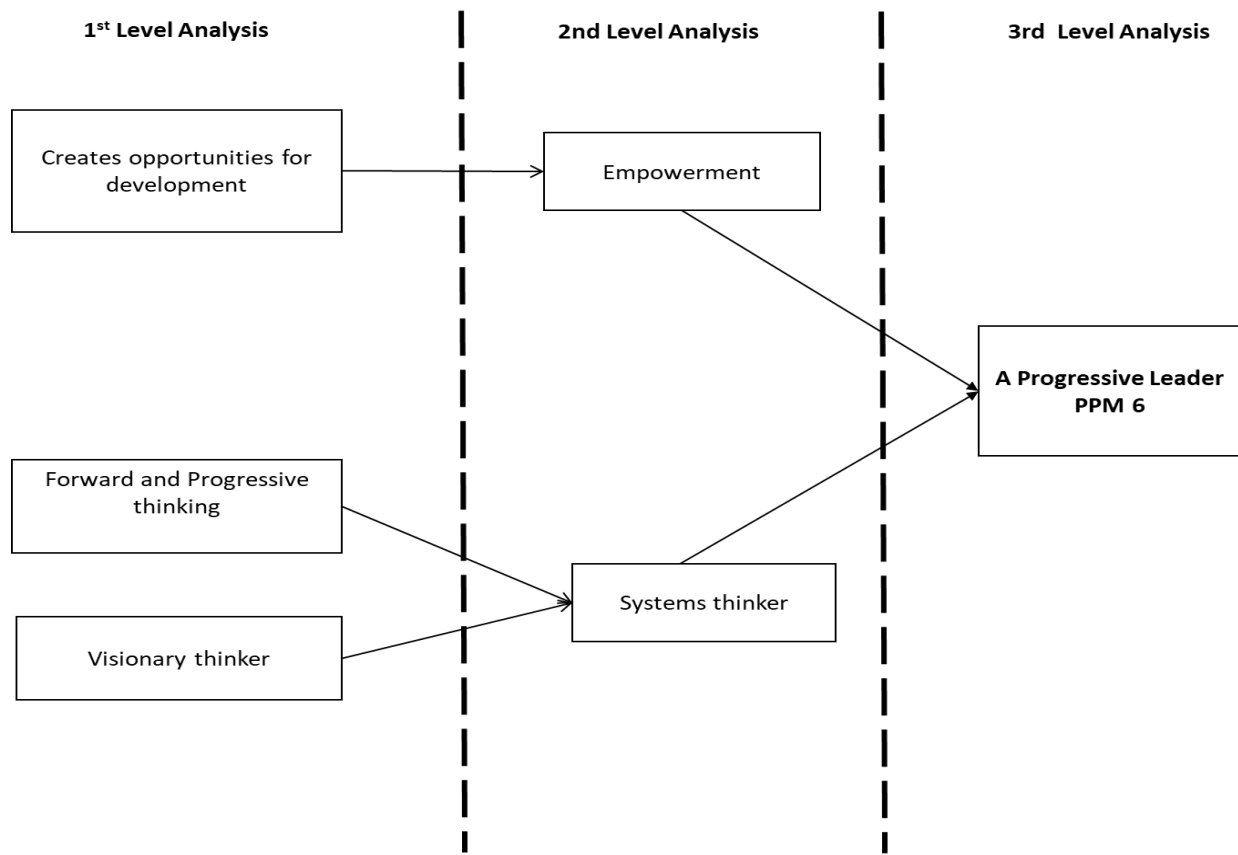 1st Level Analysis
2nd Level Analysis
3rd Level Analysis
Creates opportunities for
development
Empowerment
A Progressive Leader
PPM 6
Forward and Progressive
thinking
Systems thinker
Visionary thinker